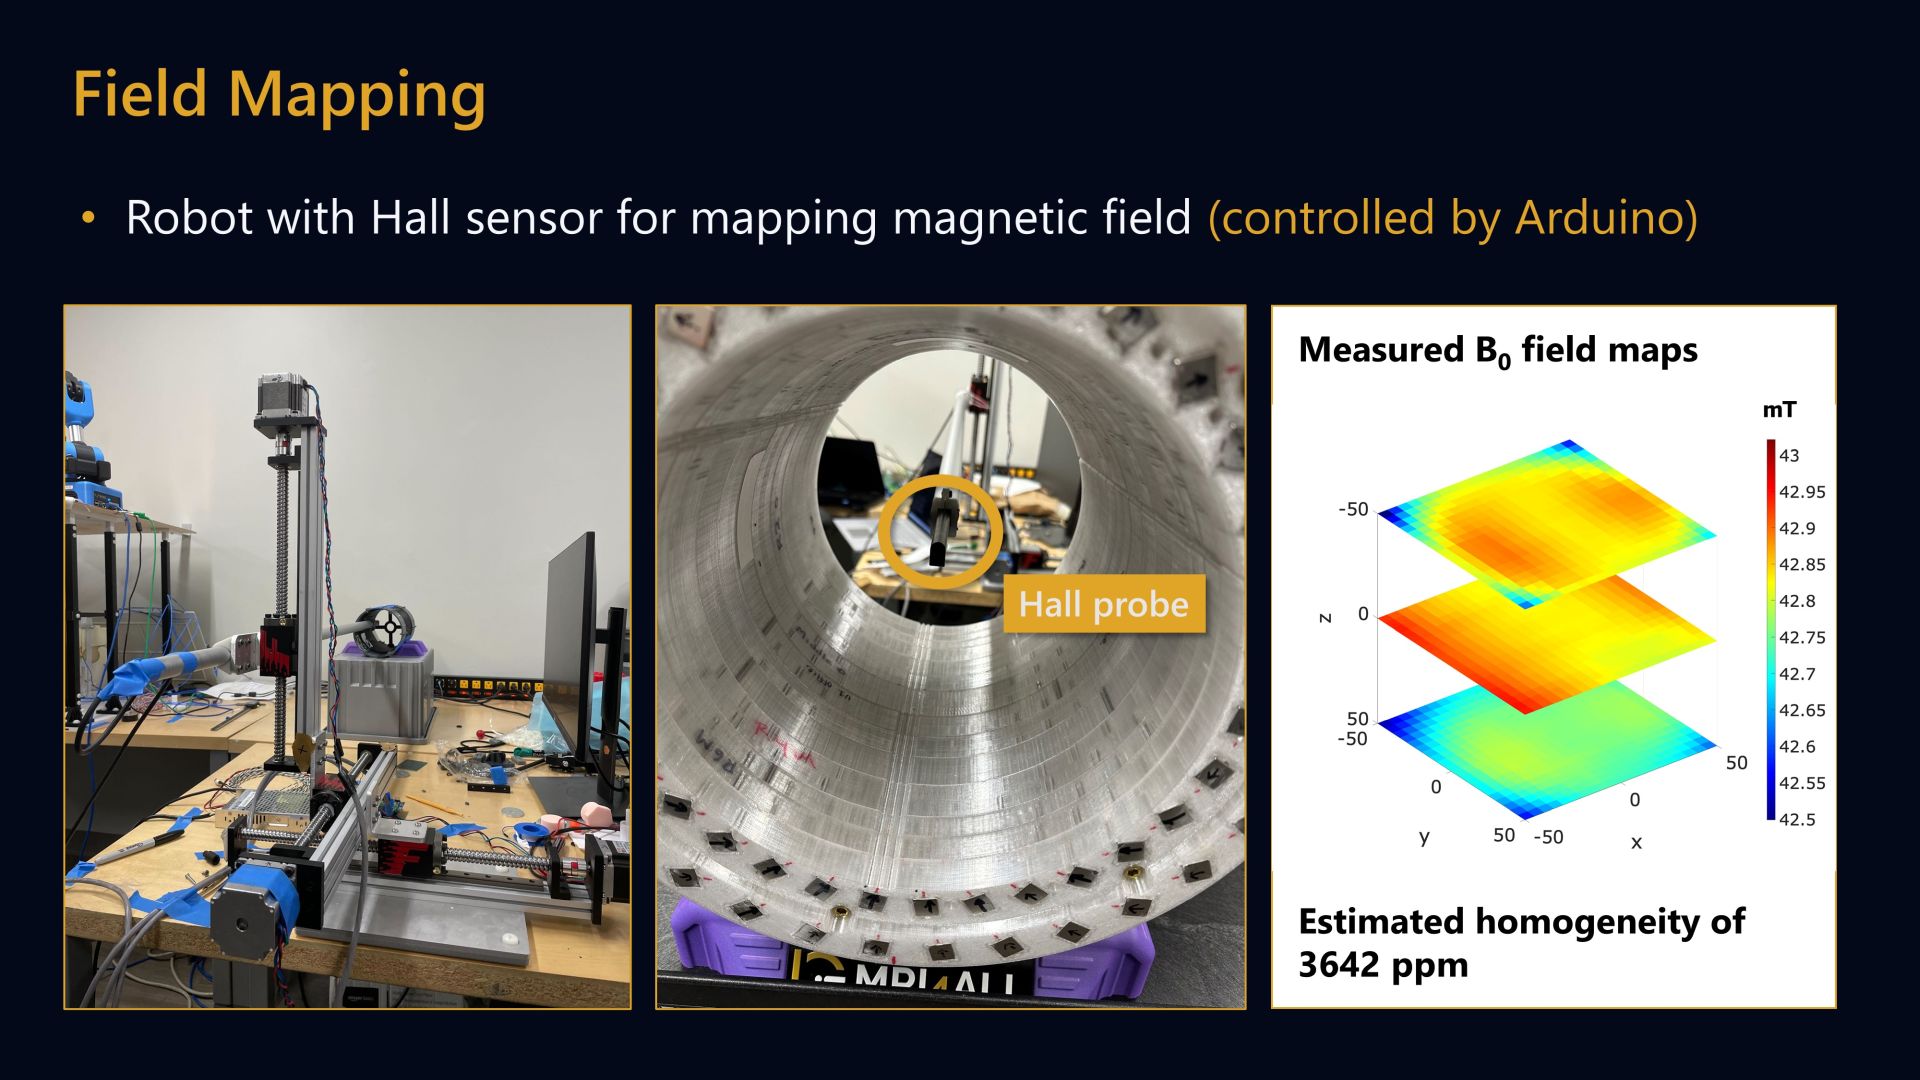 Field Mapping
• Robot with Hall sensor for mapping magnetic field (controlled by Arduino)
Hall probe
Measured B₀ field maps
mT
43
42.95
42.9
42.85
42.8
42.75
42.7
42.65
42.6
42.55
42.5
-50
0
50
z
-50
0
50
y
-50
0
50
x
Estimated homogeneity of
3642 ppm
MRI4ALL